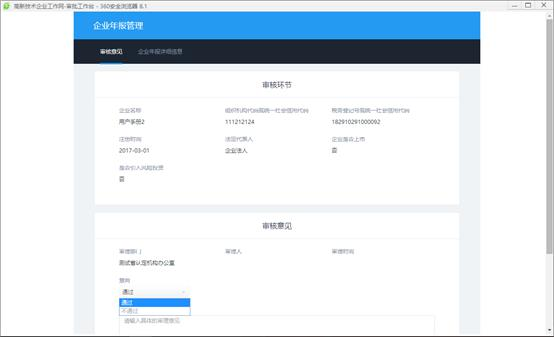 高新技术企业工作网-审批工作台 - 360安全浏览器 8.1
企业年报管理
审核意见 企业年报详细信息
审核环节
企业名称 组织机构代码或统一社会信用代码 税务登记号或统一社会信用代码
用户手册2 111212124 182910291000092
注册时间 法定代表人 企业是否上市
2017-03-01 企业法人 否
是否引入风险投资
否
审核意见
审理部门 审理人 审理时间
测试省认定机构办公室
意向
通过
通过
不通过
请输入具体的审理意见